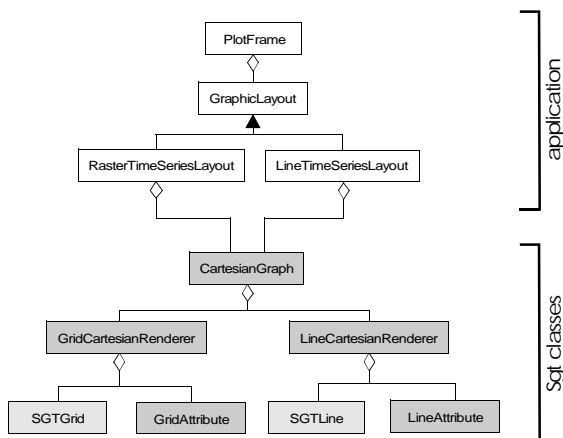 PlotFrame
GraphicLayout
RasterTimeSeriesLayout
LineTimeSeriesLayout
application
CartesianGraph
GridCartesianRenderer
LineCartesianRenderer
SGTGrid
GridAttribute
SGTLine
LineAttribute
Sgt classes